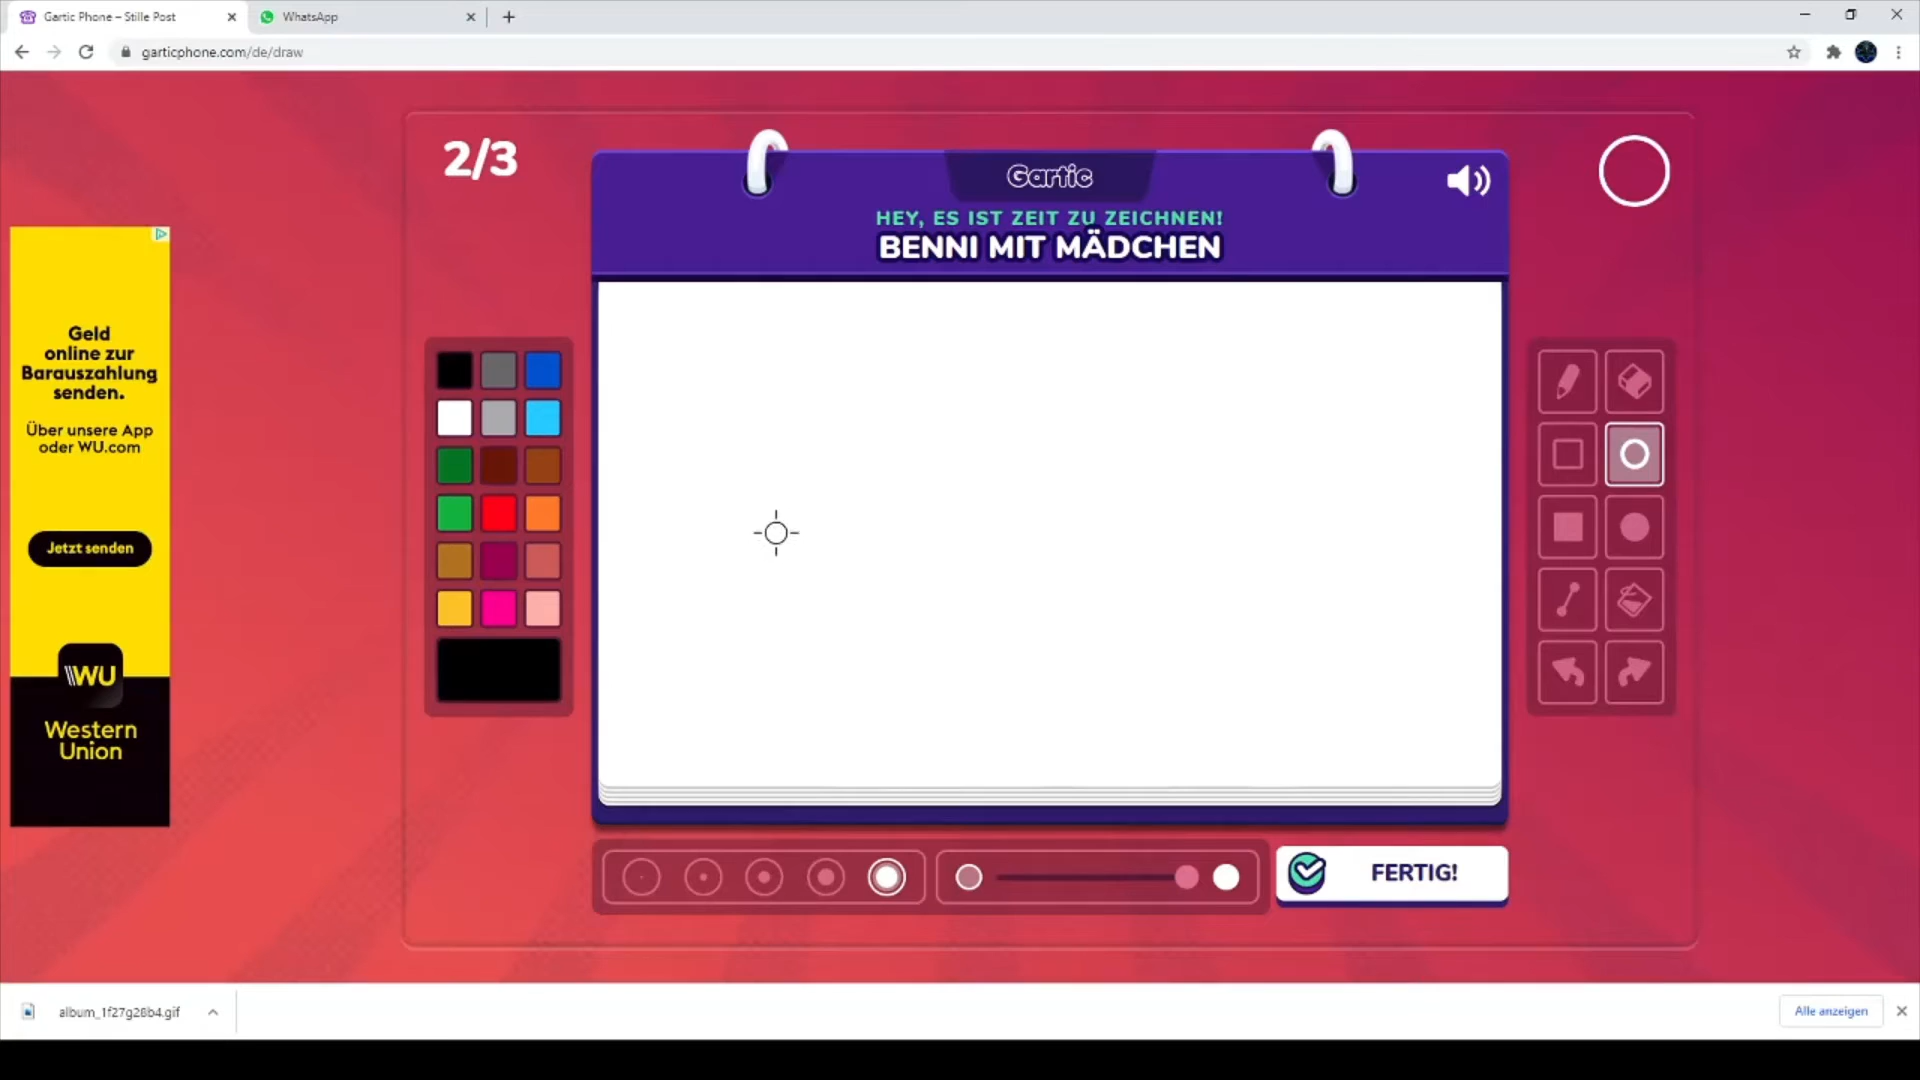 Gartic Phone – Stille Post
WhatsApp
garticphone.com/de/draw
2/3
Gartic
HEY, ES IST ZEIT ZU ZEICHNEN!
BENNI MIT MÄDCHEN
Geld
online zur
Barauszahlung
senden.
Über unsere App
oder WU.com
Jetzt senden
WU
Western
Union
FERTIG!
album_1f27g28b4.gif
Alle anzeigen